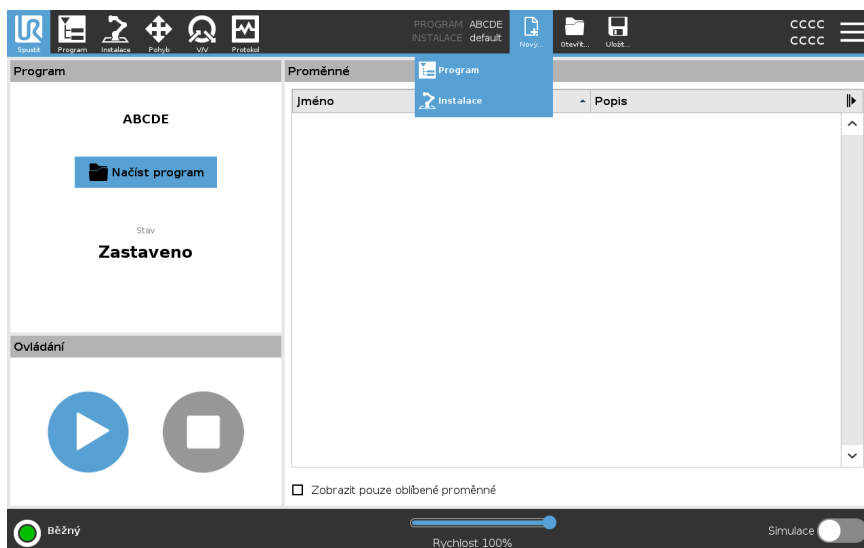 PROGRAM ABCDE
INSTALACE default
CCCC
CCCC
Spustit Program Instalace Pohyb V/V Protokol Nový... Otevřít... Uložit...
Program
Instalace
Program
Proměnné
Jméno Popis
ABCDE
Načíst program
Stav
Zastaveno
Ovládání
Zobrazit pouze oblíbené proměnné
Běžný
Rychlost 100%
Simulace